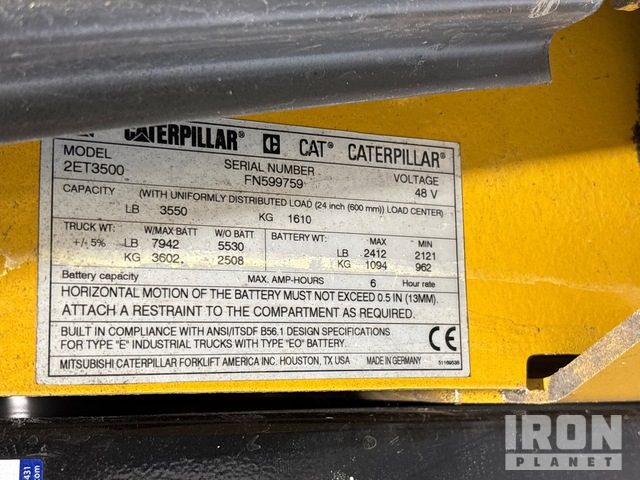 CATERPILLAR® CAT® CATERPILLAR®
MODEL SERIAL NUMBER VOLTAGE
2ET3500 FN599759 48 V
CAPACITY (WITH UNIFORMLY DISTRIBUTED LOAD (24 inch (600 mm)) LOAD CENTER)
LB 3550 KG 1610
TRUCK WT: W/MAX BATT W/O BATT BATTERY WT: MAX MIN
+/- 5% LB 7942 5530 LB 2412 2121
KG 3602 2508 KG 1094 962
Battery capacity MAX. AMP-HOURS 6 Hour rate
HORIZONTAL MOTION OF THE BATTERY MUST NOT EXCEED 0.5 IN (13MM).
ATTACH A RESTRAINT TO THE COMPARTMENT AS REQUIRED.
BUILT IN COMPLIANCE WITH ANSI/ITSDF B56.1 DESIGN SPECIFICATIONS
FOR TYPE "E" INDUSTRIAL TRUCKS WITH TYPE "EO" BATTERY. CE
MITSUBISHI CATERPILLAR FORKLIFT AMERICA INC. HOUSTON, TX USA MADE IN GERMANY
IRON
PLANET
431
.com